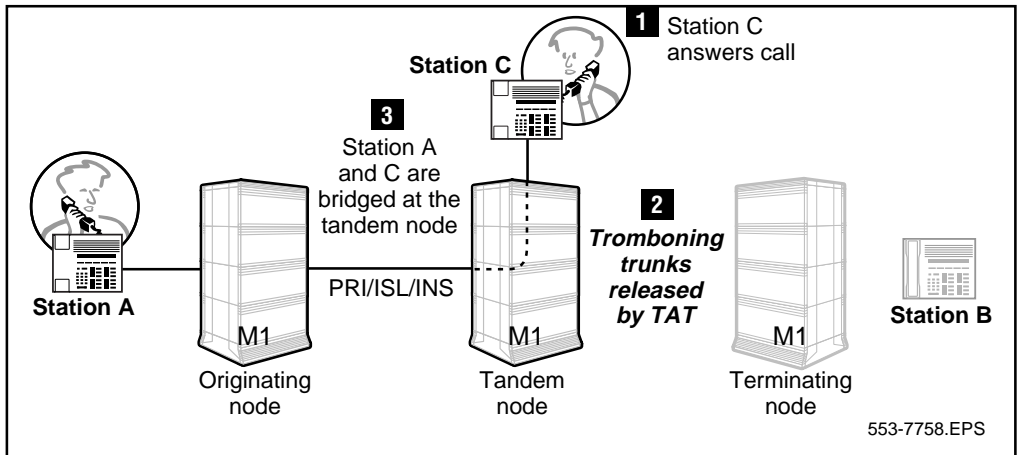 1
Station C
answers call
Station C
3
Station A
and C are
bridged at the
tandem node
2
Tromboning
trunks
released
by TAT
Station A
PRI/ISL/INS
Station B
M1
M1
M1
Originating
node
Tandem
node
Terminating
node
553-7758.EPS